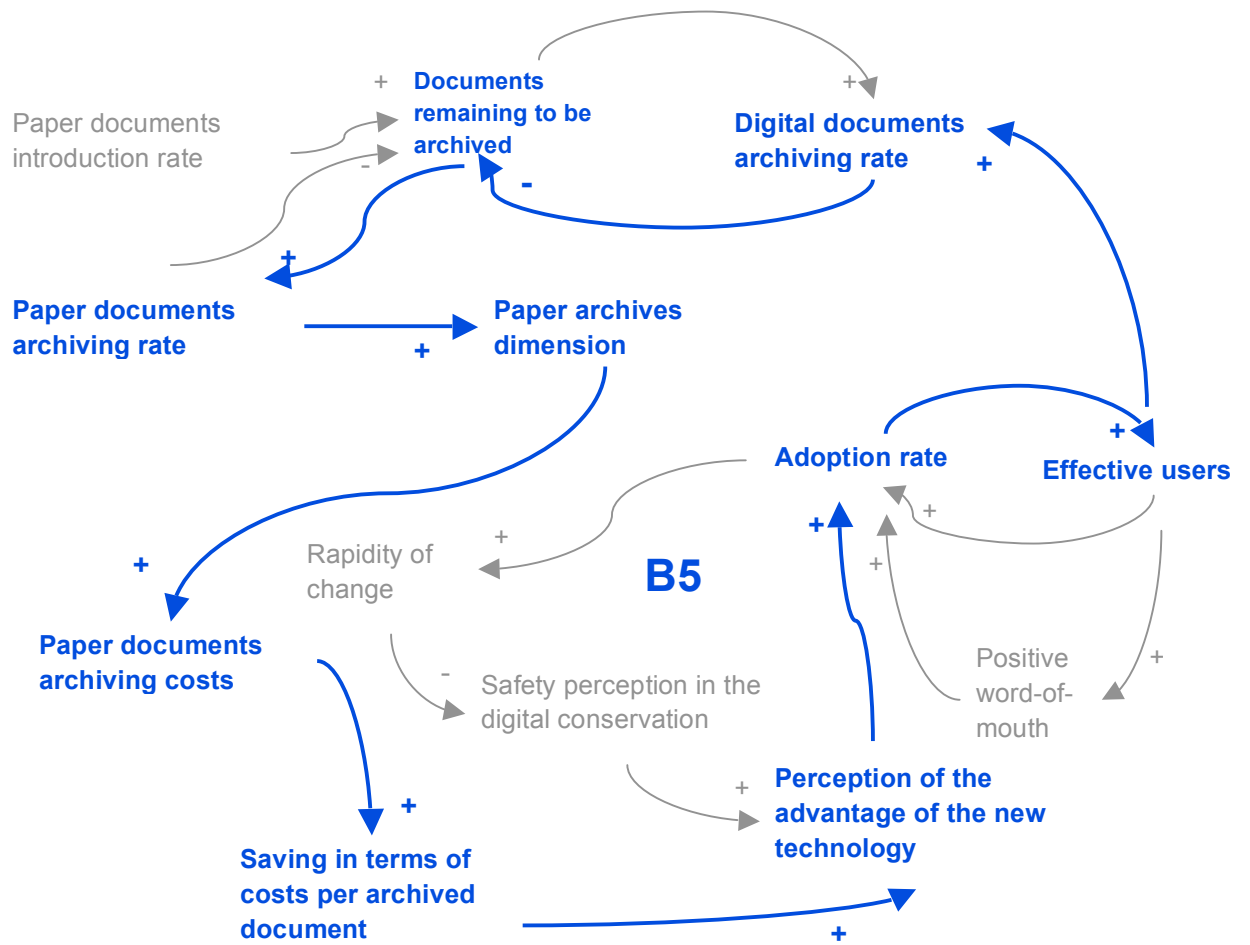 +
Documents
remaining to be
archived
+
Paper documents
introduction rate
-
Digital documents
archiving rate
+
-
+
Paper documents
archiving rate
+
Paper archives
dimension
+
Adoption rate
Effective users
+
+
+
+
Rapidity of
change
B5
+
+
Paper documents
archiving costs
-
Safety perception in the
digital conservation
Positive
word-of-
mouth
+
+
Perception of the
advantage of the new
technology
+
Saving in terms of
costs per archived
document
+